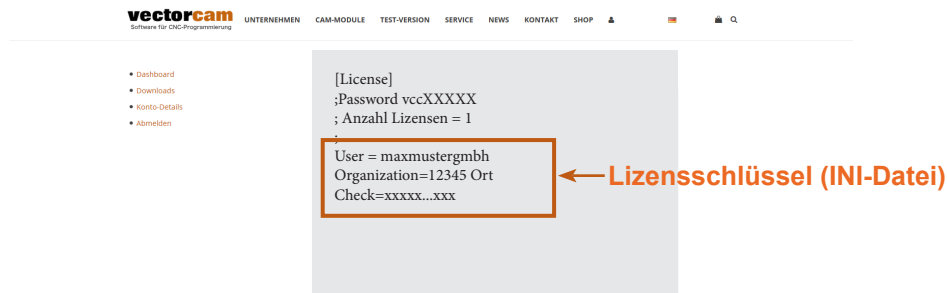 vectorcam
Software für CNC-Programmierung
UNTERNEHMEN CAM-MODULE TEST-VERSION SERVICE NEWS KONTAKT SHOP
Dashboard
Downloads
Konto-Details
Abmelden
[License]
;Password vccXXXXX
; Anzahl Lizensen = 1
;
User = maxmustergmbh
Organization=12345 Ort
Check=xxxxx...xxx
Lizensschlüssel (INI-Datei)